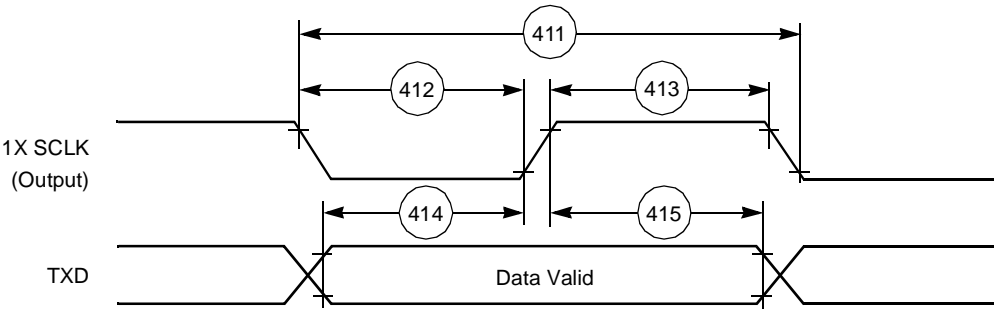 411
412
413
1X SCLK
(Output)
414
415
TXD
Data Valid